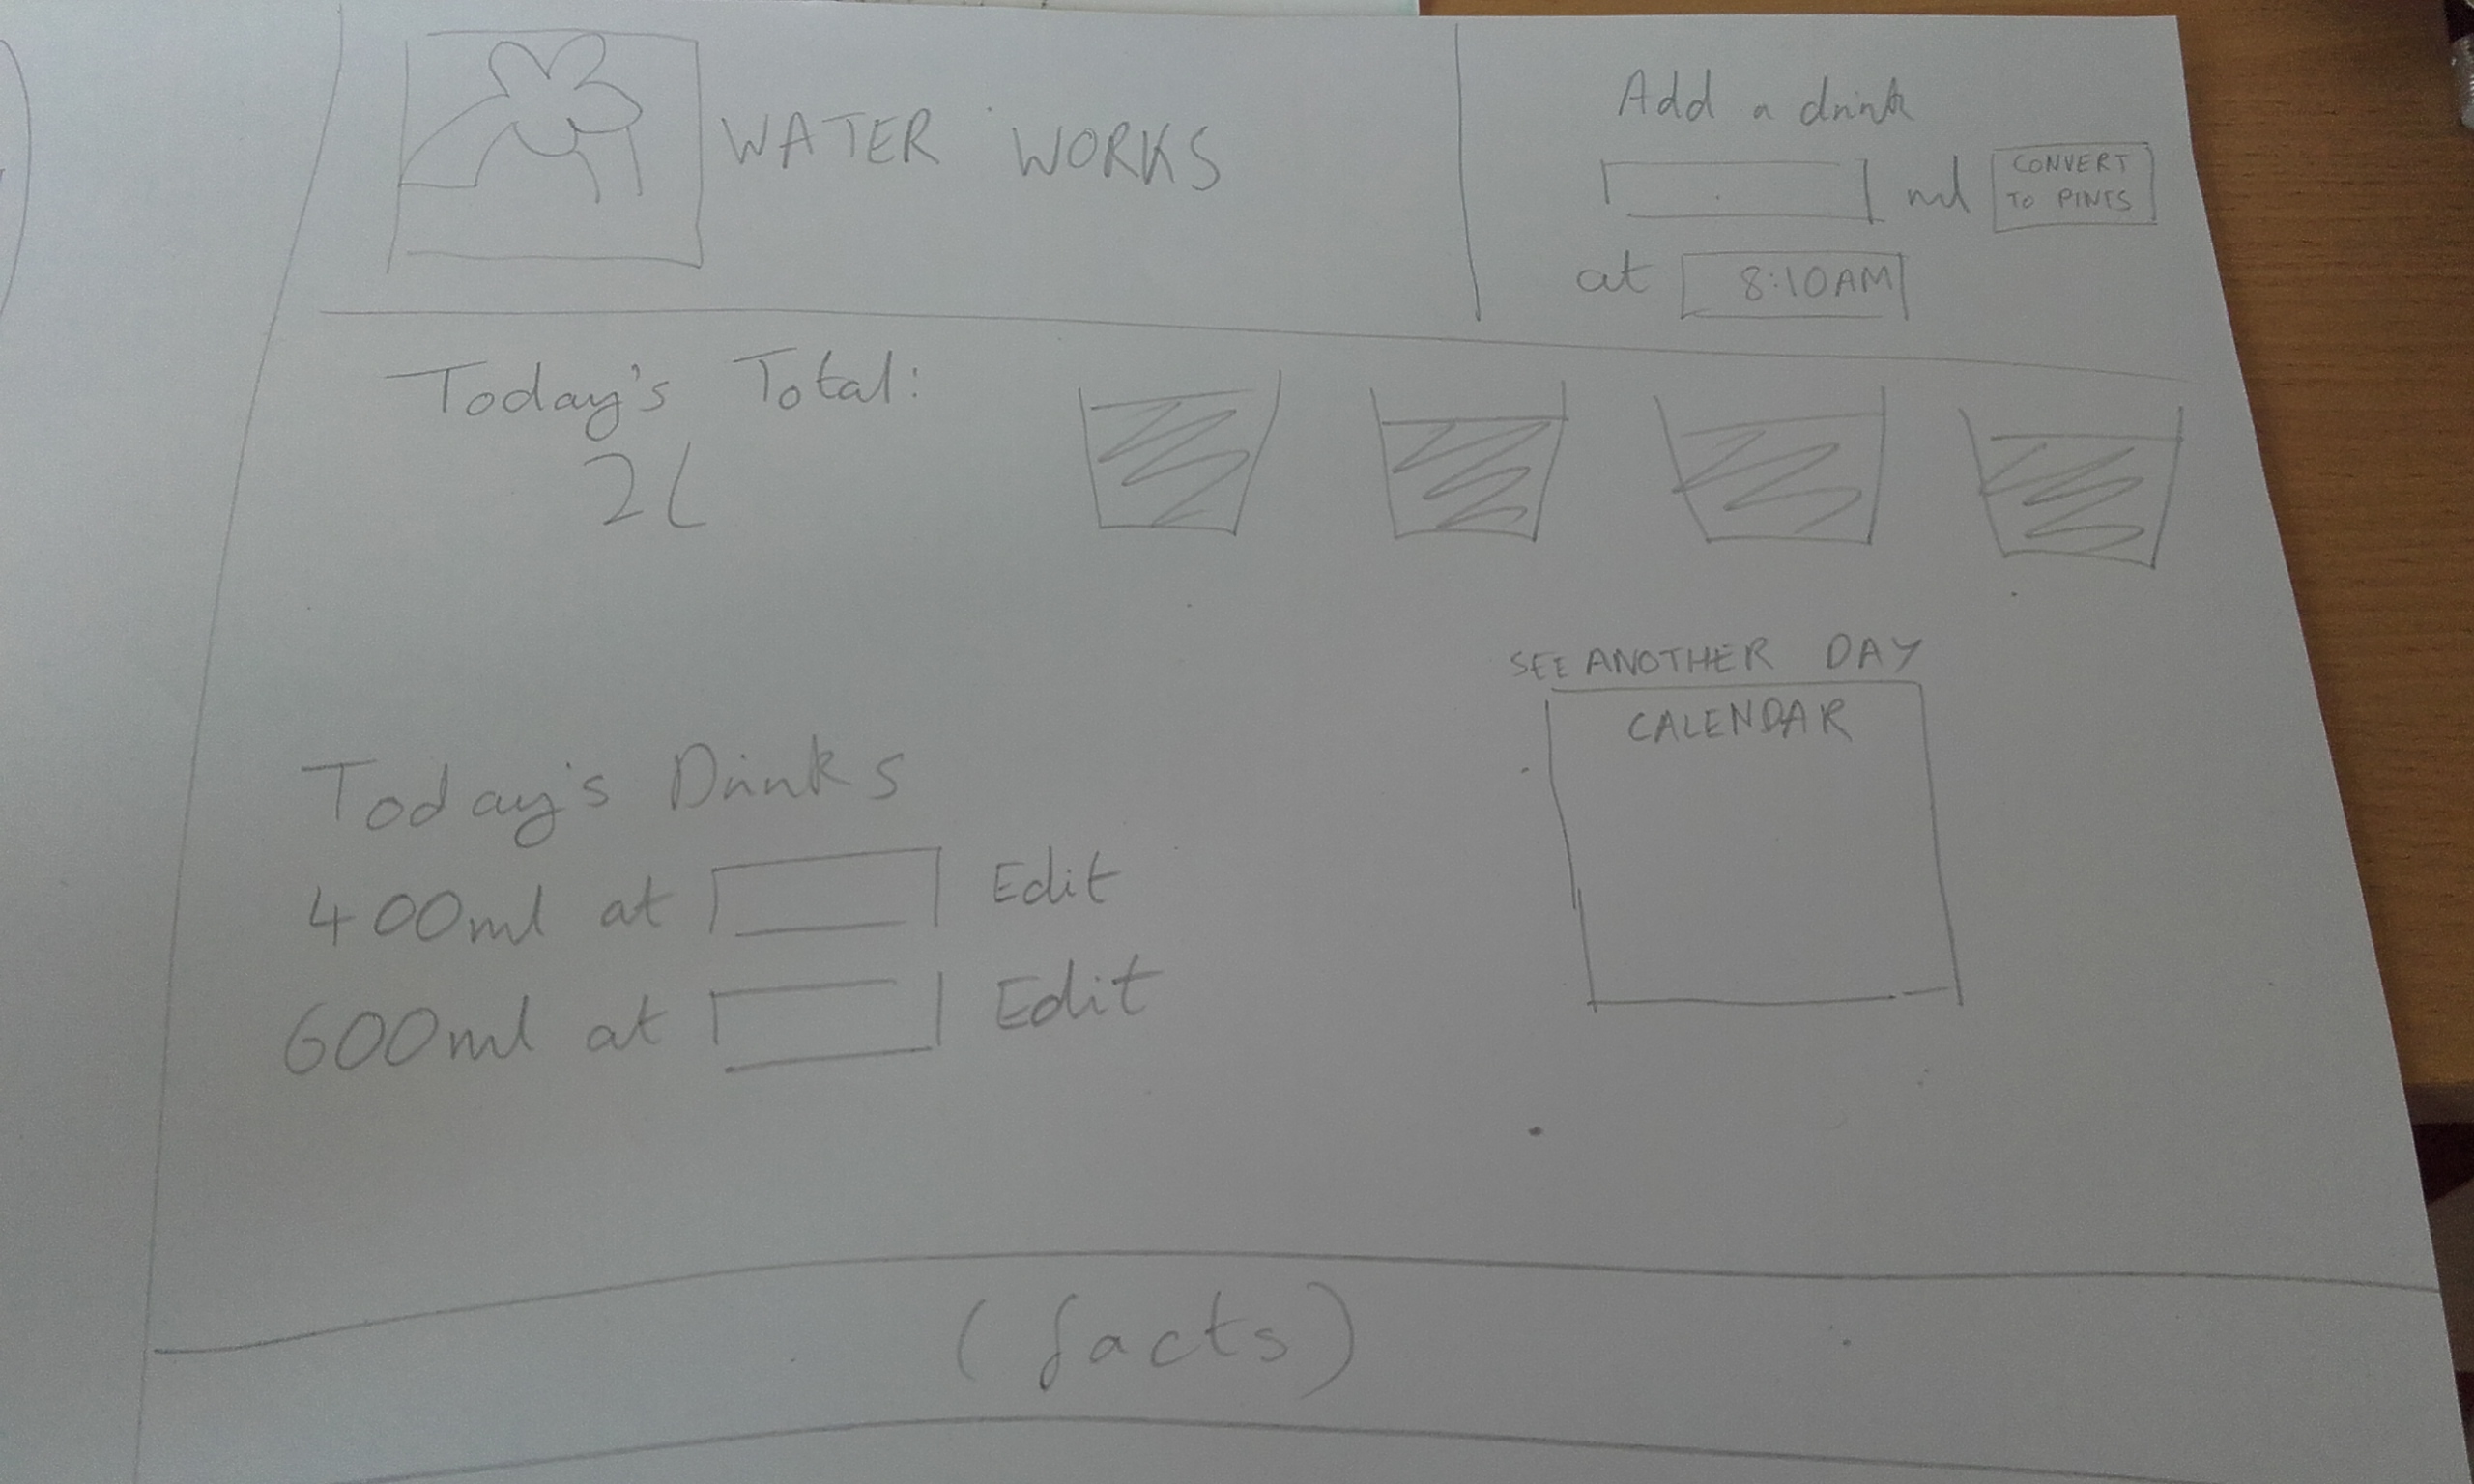 WATER WORKS
Add a drink
ml
CONVERT
TO PINTS
at 8:10AM
Today's Total:
2L
SEE ANOTHER DAY
CALENDAR
Today's Drinks
400ml at Edit
600ml at Edit
(facts)